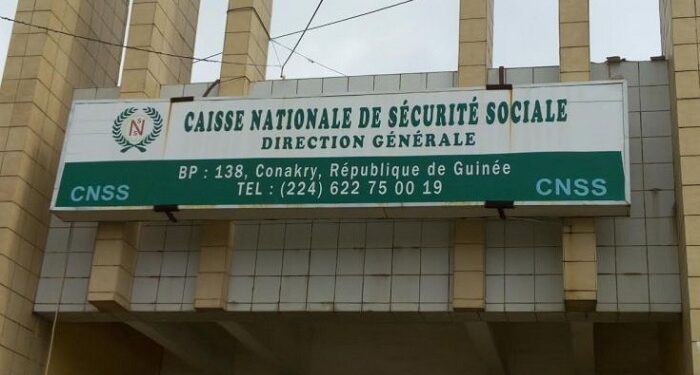 CAISSE NATIONALE DE SÉCURITÉ SOCIALE
DIRECTION GÉNÉRALE
BP : 138, Conakry, République de Guinée
TEL : (224) 622 75 00 19
CNSS
CNSS